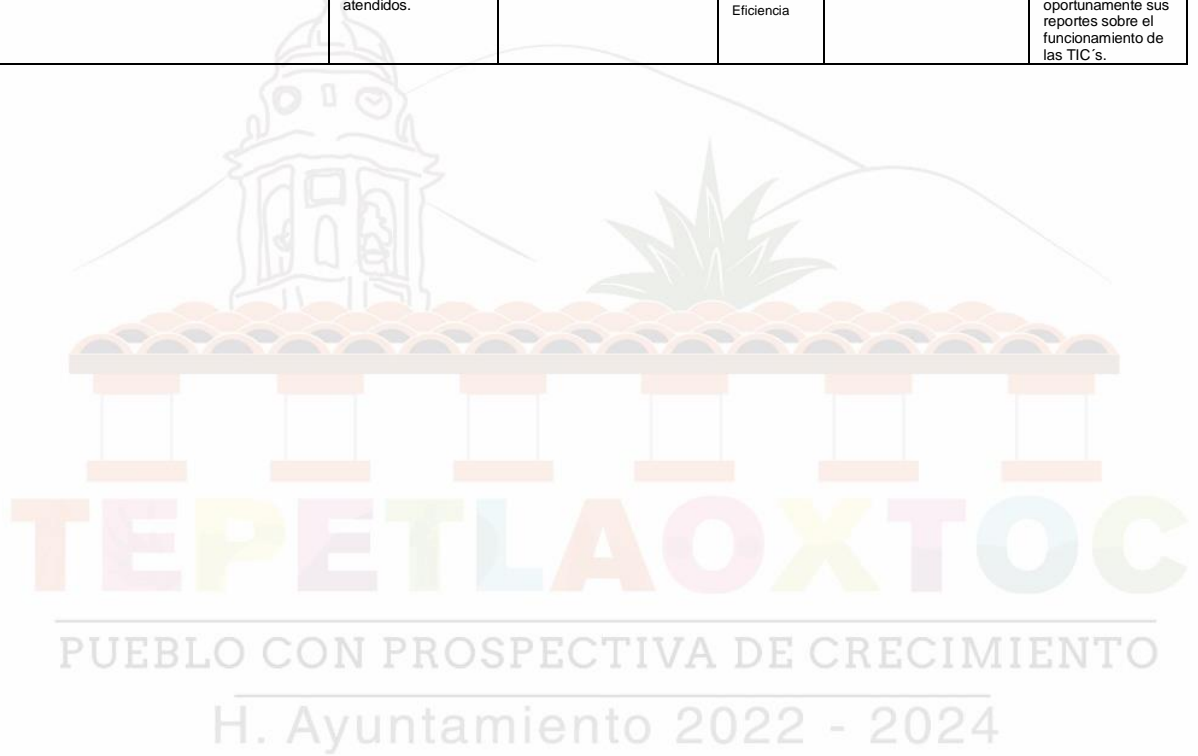 atendidos.
Eficiencia
oportunamente sus
reportes sobre el
funcionamiento de
las TIC´s.
TEPETLAOXTOC
PUEBLO CON PROSPECTIVA DE CRECIMIENTO
H. Ayuntamiento 2022 - 2024